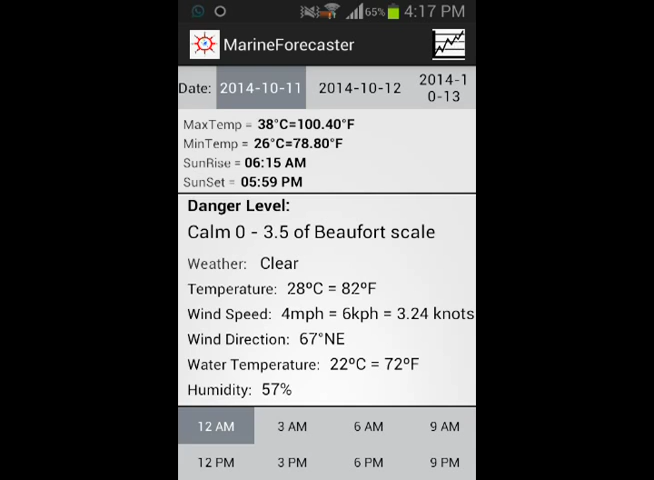 65% 4:17 PM
MarineForecaster
Date: 2014-10-11 2014-10-12 2014-1
0-13
MaxTemp = 38°C=100.40°F
MinTemp = 26°C=78.80°F
SunRise = 06:15 AM
SunSet = 05:59 PM
Danger Level:
Calm 0 - 3.5 of Beaufort scale
Weather: Clear
Temperature: 28ºC = 82ºF
Wind Speed: 4mph = 6kph = 3.24 knots
Wind Direction: 67°NE
Water Temperature: 22ºC = 72ºF
Humidity: 57%
12 AM 3 AM 6 AM 9 AM
12 PM 3 PM 6 PM 9 PM